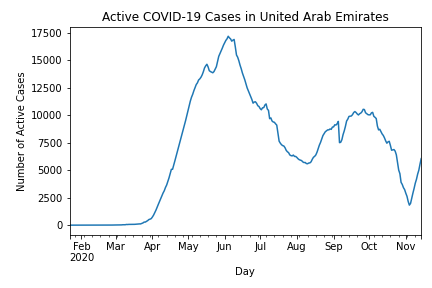 Active COVID-19 Cases in United Arab Emirates
17500
15000
12500
10000
7500
5000
2500
0
Number of Active Cases
Feb Mar Apr May Jun Jul Aug Sep Oct Nov
2020
Day